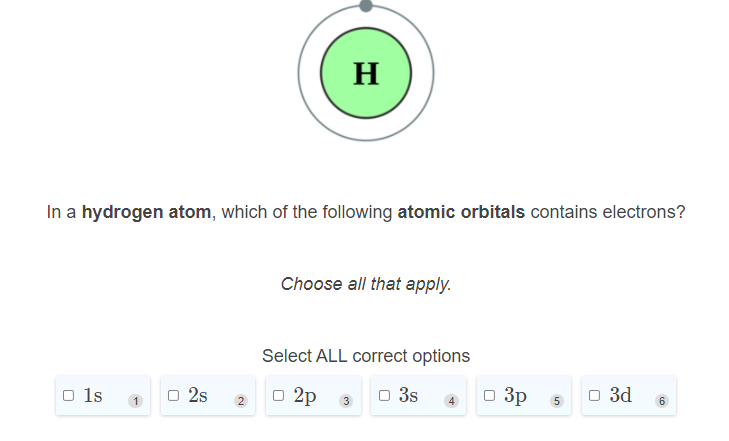 H
In a hydrogen atom, which of the following atomic orbitals contains electrons?
Choose all that apply.
Select ALL correct options
1s 1 2s 2 2p 3 3s 4 3p 5 3d 6